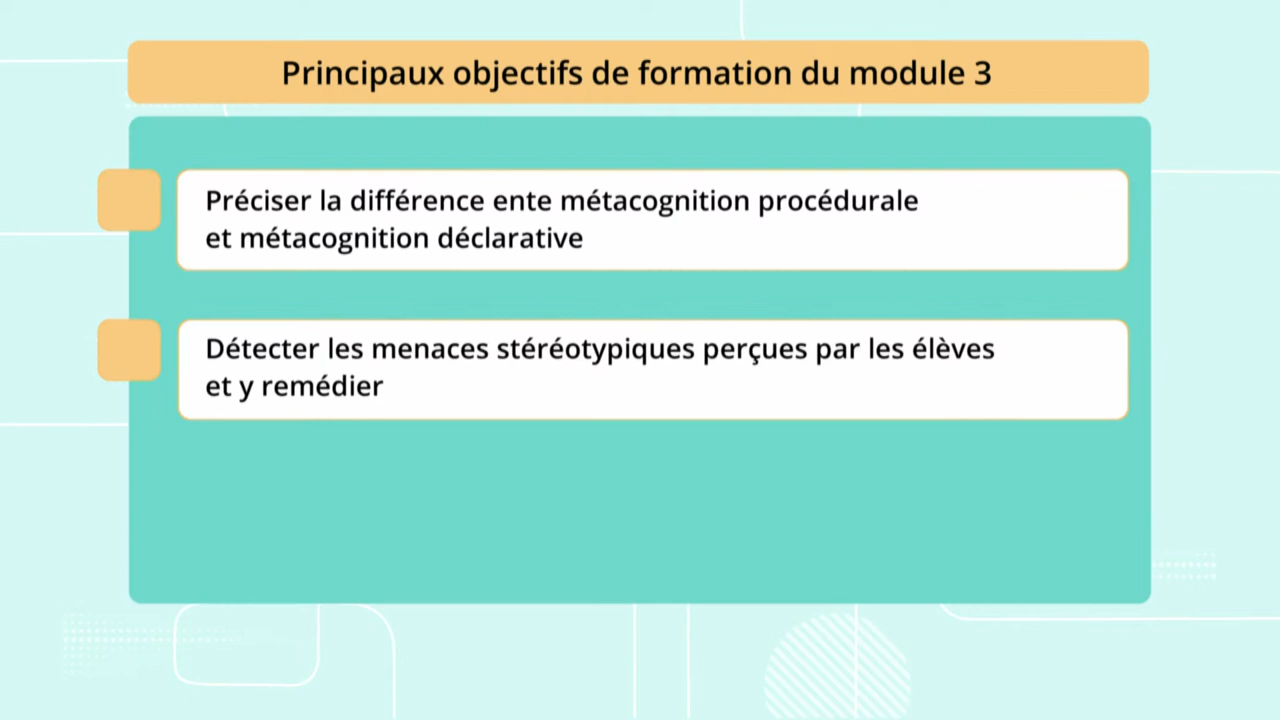 Principaux objectifs de formation du module 3
Préciser la différence ente métacognition procédurale
et métacognition déclarative
Détecter les menaces stéréotypiques perçues par les élèves
et y remédier